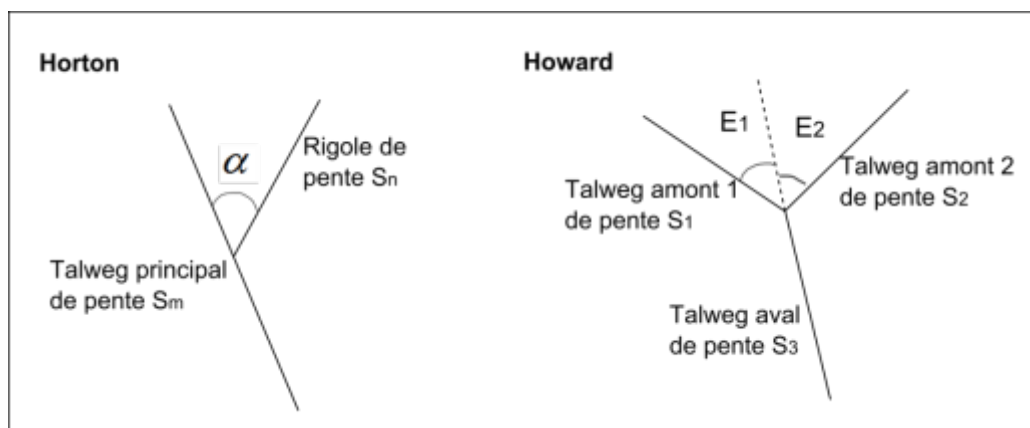 Horton
α
Rigole de
pente Sn
Talweg principal
de pente Sm
Howard
E1
E2
Talweg amont 1
de pente S1
Talweg amont 2
de pente S2
Talweg aval
de pente S3